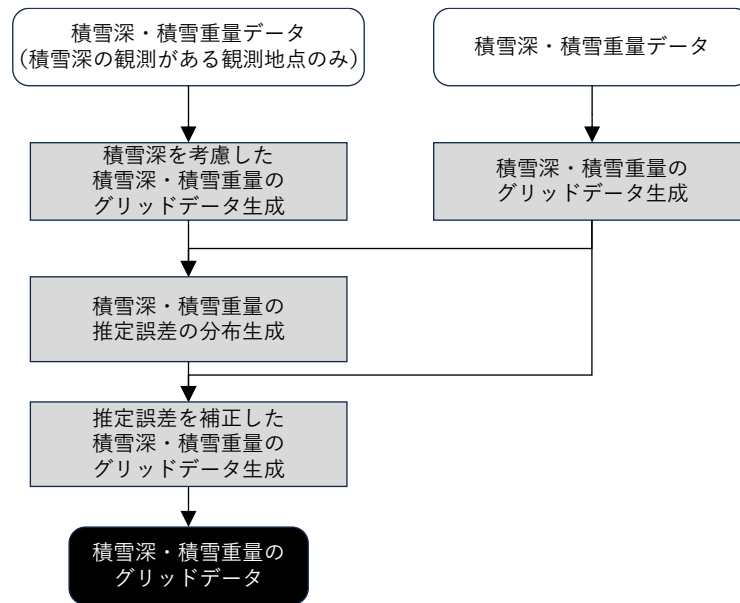 積雪深・積雪重量データ
（積雪深の観測がある観測地点のみ）
積雪深・積雪重量データ
積雪深を考慮した
積雪深・積雪重量の
グリッドデータ生成
積雪深・積雪重量の
グリッドデータ生成
積雪深・積雪重量の
推定誤差の分布生成
推定誤差を補正した
積雪深・積雪重量の
グリッドデータ生成
積雪深・積雪重量の
グリッドデータ